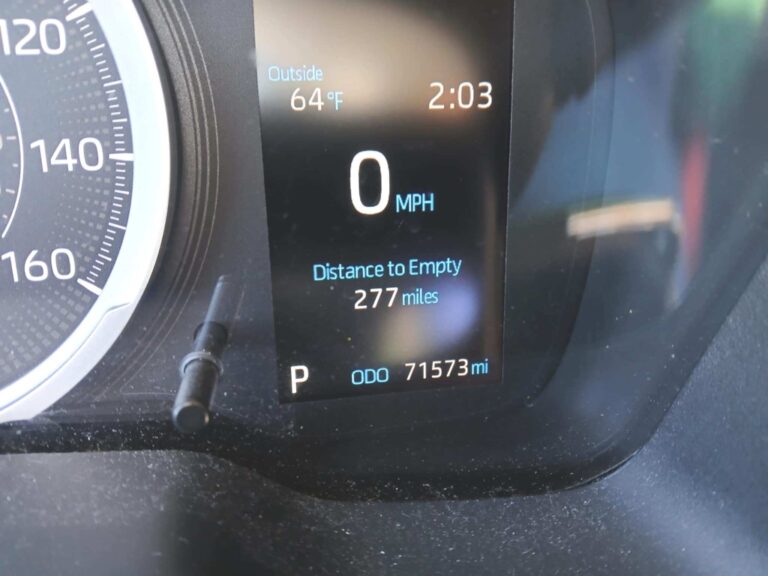 120
140
160
Outside
64°F 2:03
0 MPH
Distance to Empty
277 miles
P ODO 71573 mi